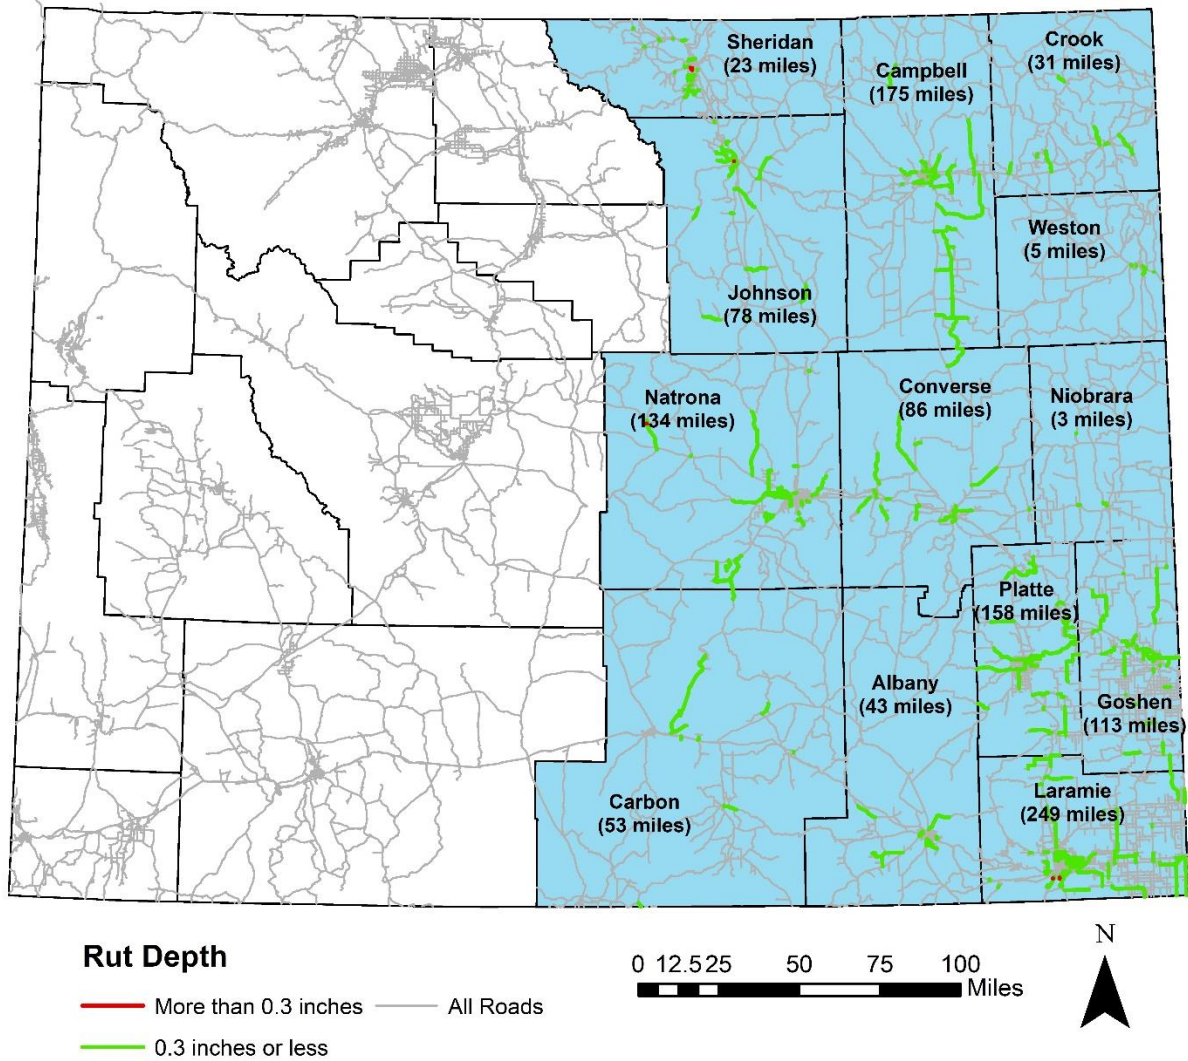 Sheridan
(23 miles)
Campbell
(175 miles)
Crook
(31 miles)
Weston
(5 miles)
Johnson
(78 miles)
Natrona
(134 miles)
Converse
(86 miles)
Niobrara
(3 miles)
Platte
(158 miles)
Albany
(43 miles)
Goshen
(113 miles)
Carbon
(53 miles)
Laramie
(249 miles)
Rut Depth
More than 0.3 inches
All Roads
0.3 inches or less
0 12.5 25 50 75 100
Miles
N